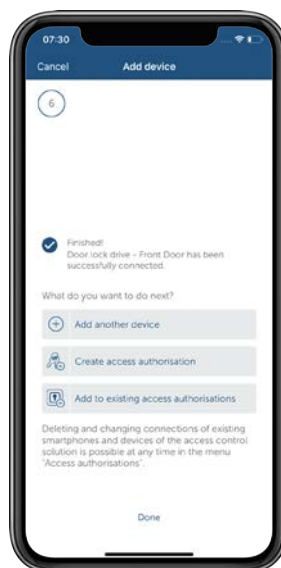 07:30
Cancel Add device
6
Finished!
Door lock drive - Front Door has been
successfully connected.
What do you want to do next?
Add another device
Create access authorisation
Add to existing access authorisations
Deleting and changing connections of existing
smartphones and devices of the access control
solution is possible at any time in the menu
"Access authorisations".
Done